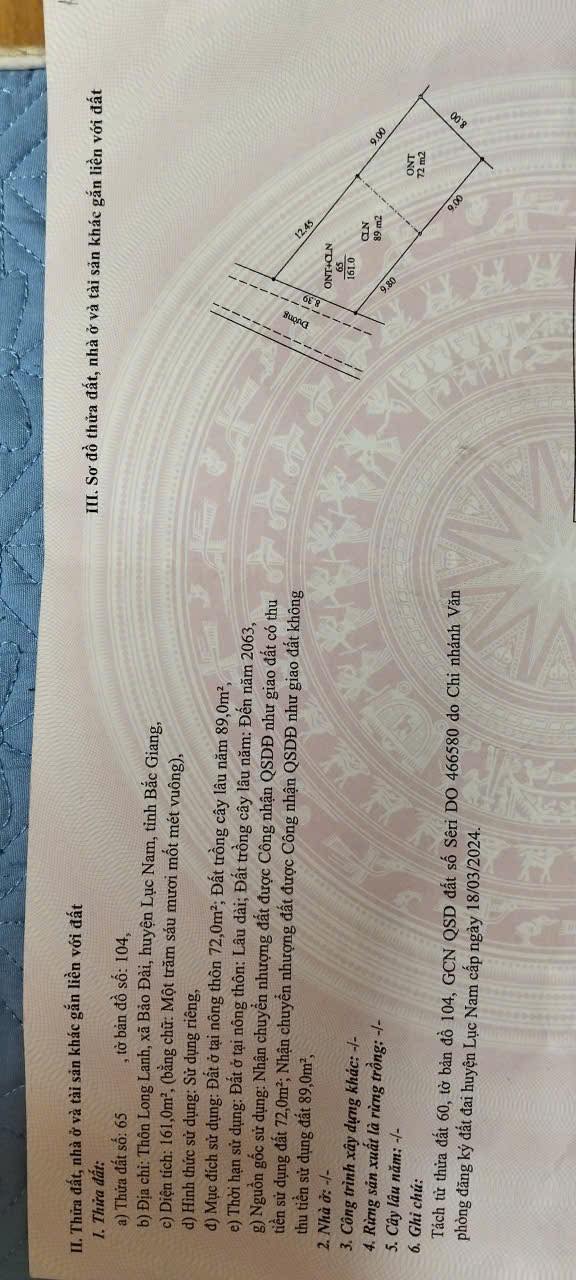 II. Thửa đất, nhà ở và tài sản khác gắn liền với đất
1. Thửa đất:
a) Thửa đất số: 65 , tờ bản đồ số: 104,
b) Địa chỉ: Thôn Long Lanh, xã Bảo Đài, huyện Lục Nam, tỉnh Bắc Giang,
c) Diện tích: 161,0m², (bằng chữ: Một trăm sáu mươi mốt mét vuông),
d) Hình thức sử dụng: Sử dụng riêng,
đ) Mục đích sử dụng: Đất ở tại nông thôn 72,0m²; Đất trồng cây lâu năm 89,0m²,
e) Thời hạn sử dụng: Đất ở tại nông thôn: Lâu dài; Đất trồng cây lâu năm: Đến năm 2063,
g) Nguồn gốc sử dụng: Nhận chuyển nhượng đất được Công nhận QSDĐ như giao đất có thu
tiền sử dụng đất 72,0m²; Nhận chuyển nhượng đất được Công nhận QSDĐ như giao đất không
thu tiền sử dụng đất 89,0m²,
2. Nhà ở: -/-
3. Công trình xây dựng khác: -/-
4. Rừng sản xuất là rừng trồng: -/-
5. Cây lâu năm: -/-
6. Ghi chú:
Tách từ thửa đất 60, tờ bản đồ 104, GCN QSD đất số Sêri DO 466580 do Chi nhánh Văn
phòng đăng ký đất đai huyện Lục Nam cấp ngày 18/03/2024.
III. Sơ đồ thửa đất, nhà ở và tài sản khác gắn liền với đất
Đường
8.39
12.45
9.00
ONT+CLN
65
161.0
CLN
89 m2
ONT
72 m2
8.00
9.80
9.00